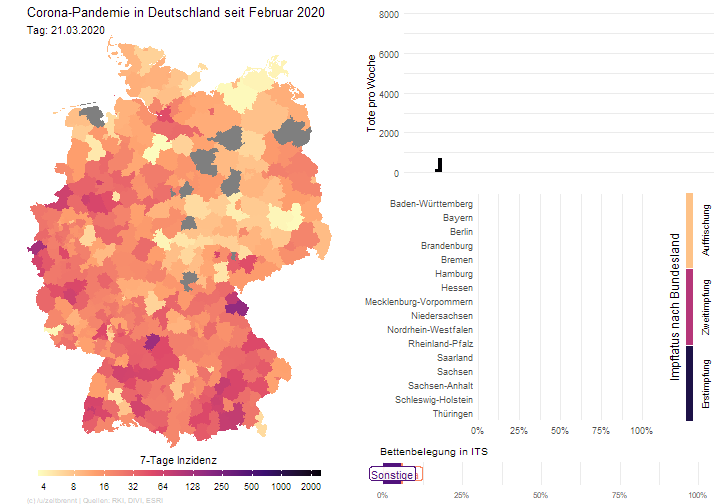 Corona-Pandemie in Deutschland seit Februar 2020
Tag: 21.03.2020
7-Tage Inzidenz
4 8 16 32 64 128 250 500 1000 2000
(c) | Quellen: RKI, DIVI, ESRI
Tote pro Woche
8000
6000
4000
2000
0
Baden-Württemberg
Bayern
Berlin
Brandenburg
Bremen
Hamburg
Hessen
Mecklenburg-Vorpommern
Niedersachsen
Nordrhein-Westfalen
Rheinland-Pfalz
Saarland
Sachsen
Sachsen-Anhalt
Schleswig-Holstein
Thüringen
0% 25% 50% 75% 100%
Impfstatus nach Bundesland
Auffrischung
Zweitimpfung
Erstimpfung
Bettenbelegung in ITS
Sonstige
0% 25% 50% 75% 100%